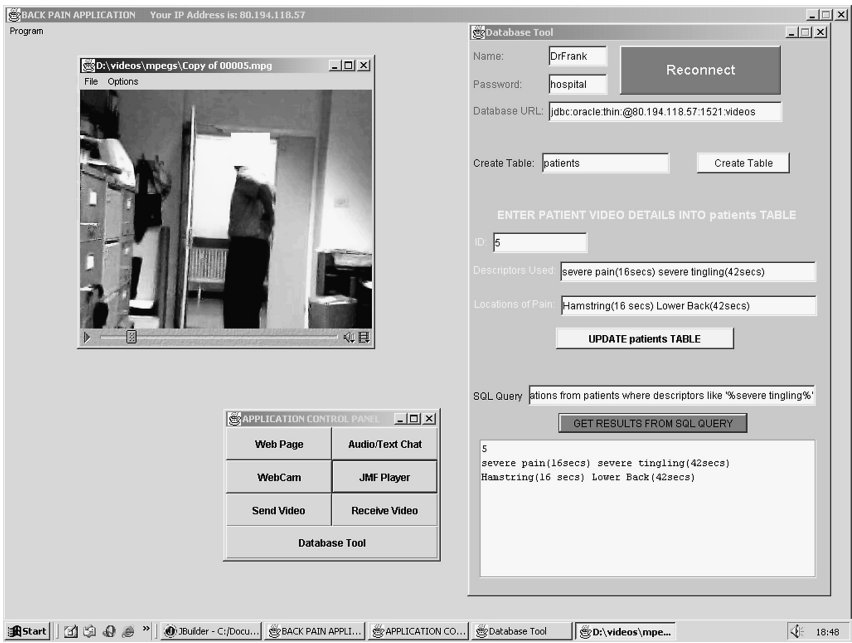 BACK PAIN APPLICATION Your IP Address is: 80.194.118.57
Program
D:\videos\mpegs\Copy of 00005.mpg
File Options
APPLICATION CONTROL PANEL
Web Page Audio/Text Chat
WebCam JMF Player
Send Video Receive Video
Database Tool
Database Tool
Name: DrFrank
Reconnect
Password: hospital
Database URL: jdbc:oracle:thin:@80.194.118.57:1521:videos
Create Table: patients Create Table
ENTER PATIENT VIDEO DETAILS INTO patients TABLE
ID: 5
Descriptors Used: severe pain(16secs) severe tingling(42secs)
Locations of Pain: Hamstring(16 secs) Lower Back(42secs)
UPDATE patients TABLE
SQL Query ations from patients where descriptors like '%severe tingling%'
GET RESULTS FROM SQL QUERY
5
severe pain(16secs) severe tingling(42secs)
Hamstring(16 secs) Lower Back(42secs)
Start » JBuilder - C:/Docu... BACK PAIN APPLI... APPLICATION CO... Database Tool D:\videos\mpe... 18:48